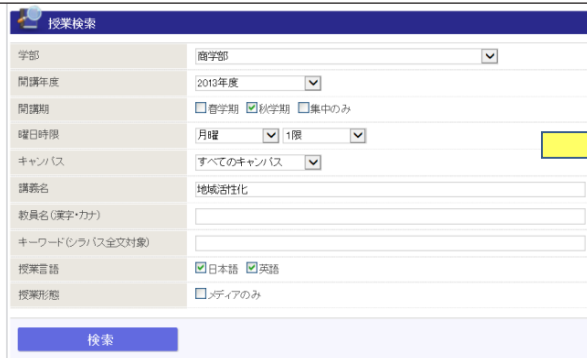 授業検索
学部 商学部
開講年度 2013年度
開講期 春学期 秋学期 集中のみ
曜日時限 月曜 1限
キャンパス すべてのキャンパス
講義名 地域活性化
教員名(漢字・カナ)
キーワード(シラバス全文対象)
授業言語 日本語 英語
授業形態 メディアのみ
検索